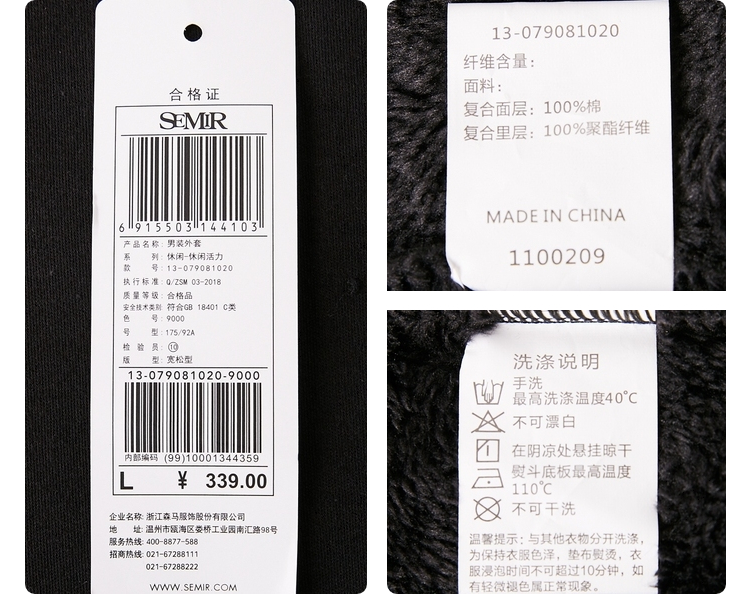 合格证
SEMIR
6 915503 144103
产品名称: 男装外套
系 列: 休闲-休闲活力
款 号: 13-079081020
执行标准: Q/ZSM 03-2018
质量等级: 合格品
安全技术类别: 符合GB 18401 C类
色 号: 9000
号 型: 175/92A
检 验 员: ⑩
版 型: 宽松型
13-079081020-9000
内部编码 (99)10001344359
L ¥ 339.00
企业名称: 浙江森马服饰股份有限公司
地 址: 温州市瓯海区娄桥工业园南汇路98号
服务热线: 400-8877-588
招商热线: 021-67288111
021-67288222
WWW.SEMIR.COM
13-079081020
纤维含量:
面料:
复合面层: 100%棉
复合里层: 100%聚酯纤维
MADE IN CHINA
1100209
洗涤说明
手洗
最高洗涤温度40℃
不可漂白
在阴凉处悬挂晾干
熨斗底板最高温度
110℃
不可干洗
温馨提示: 与其他衣物分开洗涤,
为保持衣服色泽, 垫布熨烫, 衣
服浸泡时间不可超过10分钟, 如
有轻微褪色属正常现象.